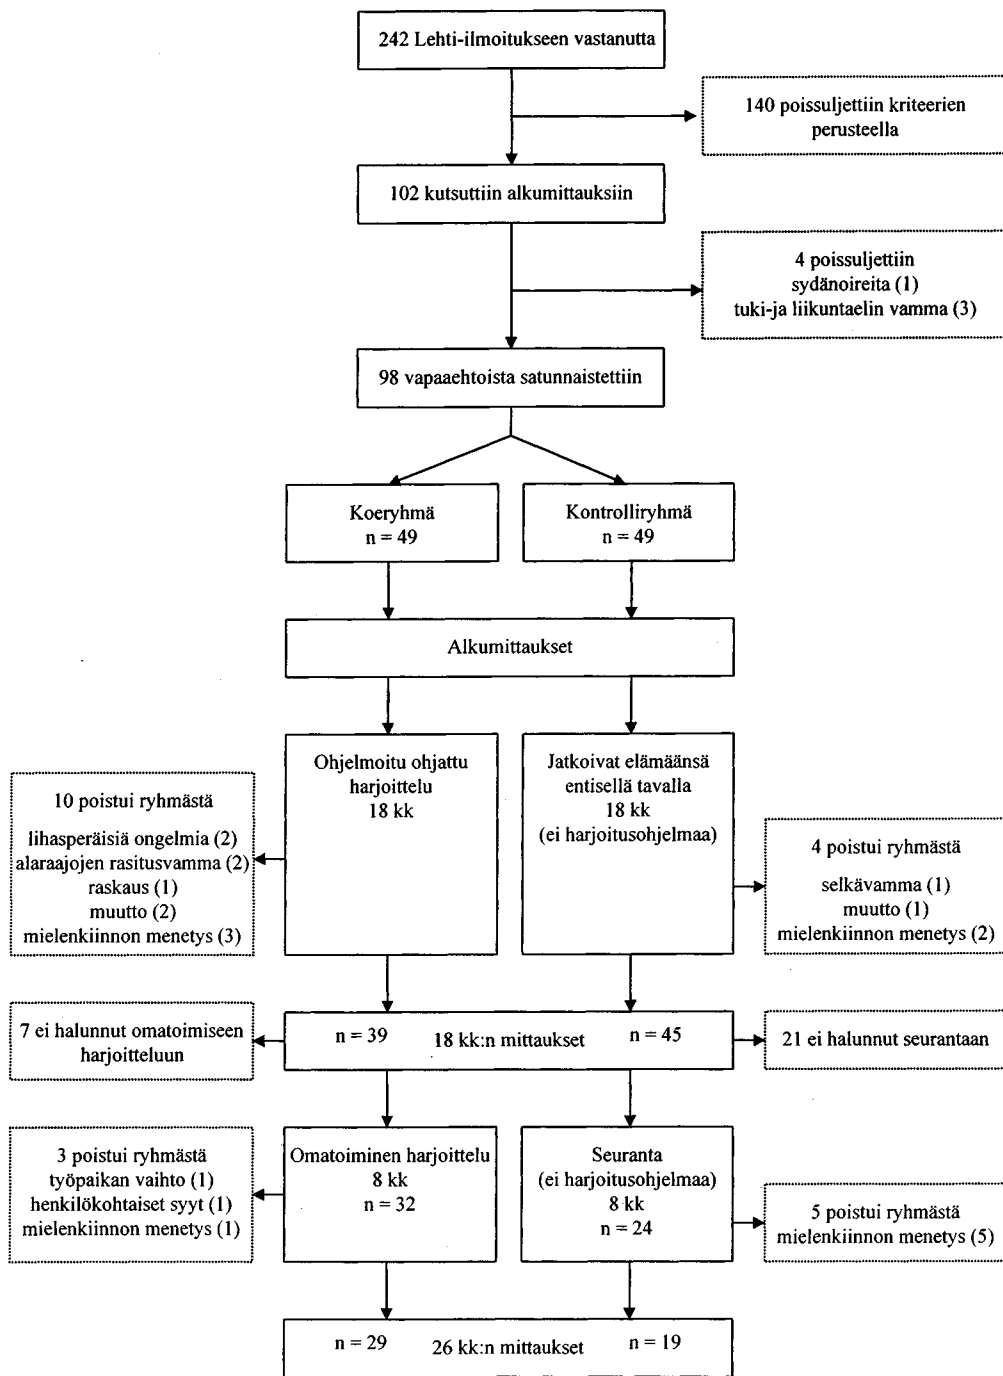 242 Lehti-ilmoitukseen vastanutta
140 poissuljettiin kriteerien
perusteella
102 kutsuttiin alkumittauksiin
4 poissuljettiin
sydänoireita (1)
tuki-ja liikuntaelin vamma (3)
98 vapaaehtoista satunnaistettiin
Koeryhmä
n = 49
Kontrolliryhmä
n = 49
Alkumittaukset
Ohjelmoitu ohjattu
harjoittelu
18 kk
Jatkoivat elämäänsä
entisellä tavalla
18 kk
(ei harjoitusohjelmaa)
10 poistui ryhmästä
lihasperäisiä ongelmia (2)
alaraajojen rasitusvamma (2)
raskaus (1)
muutto (2)
mielenkiinnon menetys (3)
4 poistui ryhmästä
selkävamma (1)
muutto (1)
mielenkiinnon menetys (2)
7 ei halunnut omatoimiseen
harjoitteluun
n = 39 18 kk:n mittaukset n = 45
21 ei halunnut seurantaan
3 poistui ryhmästä
työpaikan vaihto (1)
henkilökohtaiset syyt (1)
mielenkiinnon menetys (1)
Omatoiminen harjoittelu
8 kk
n = 32
Seuranta
(ei harjoitusohjelmaa)
8 kk
n = 24
5 poistui ryhmästä
mielenkiinnon menetys (5)
n = 29 26 kk:n mittaukset n = 19